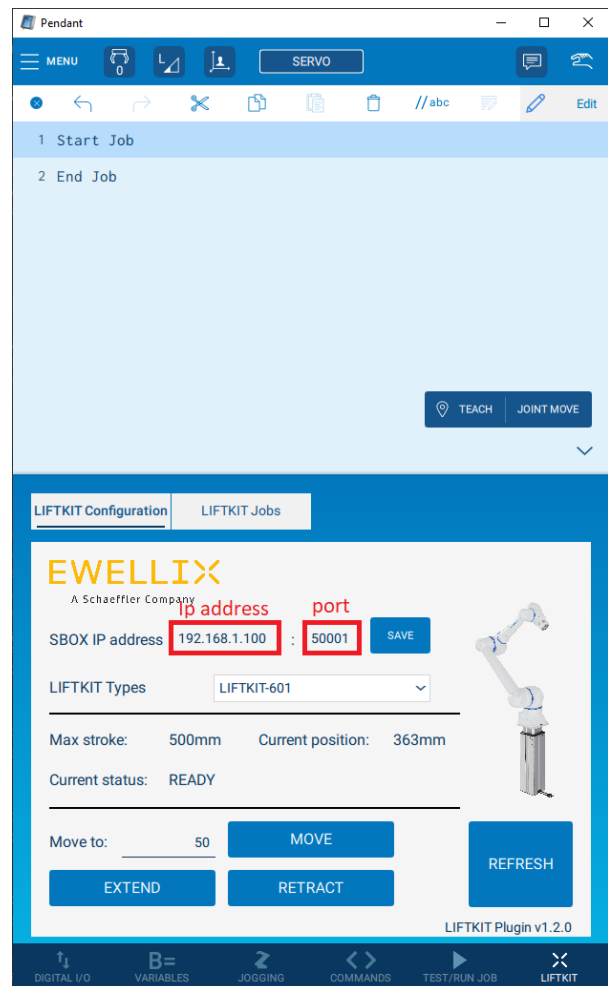 Pendant
MENU 0 SERVO
//abc Edit
1 Start Job
2 End Job
TEACH JOINT MOVE
LIFTKIT Configuration LIFTKIT Jobs
EWELLIX
A Schaeffler Company
Ip address port
SBOX IP address 192.168.1.100 : 50001 SAVE
LIFTKIT Types LIFTKIT-601
Max stroke: 500mm Current position: 363mm
Current status: READY
Move to: 50 MOVE
REFRESH
EXTEND RETRACT
LIFTKIT Plugin v1.2.0
DIGITAL I/O B= VARIABLES JOGGING COMMANDS TEST/RUN JOB LIFTKIT